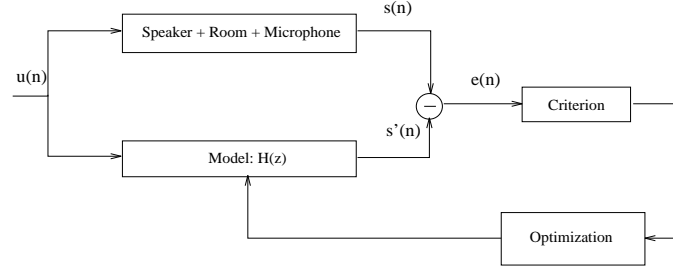 s(n)
Speaker + Room + Microphone
u(n)
e(n)
−
Criterion
s’(n)
Model: H(z)
Optimization